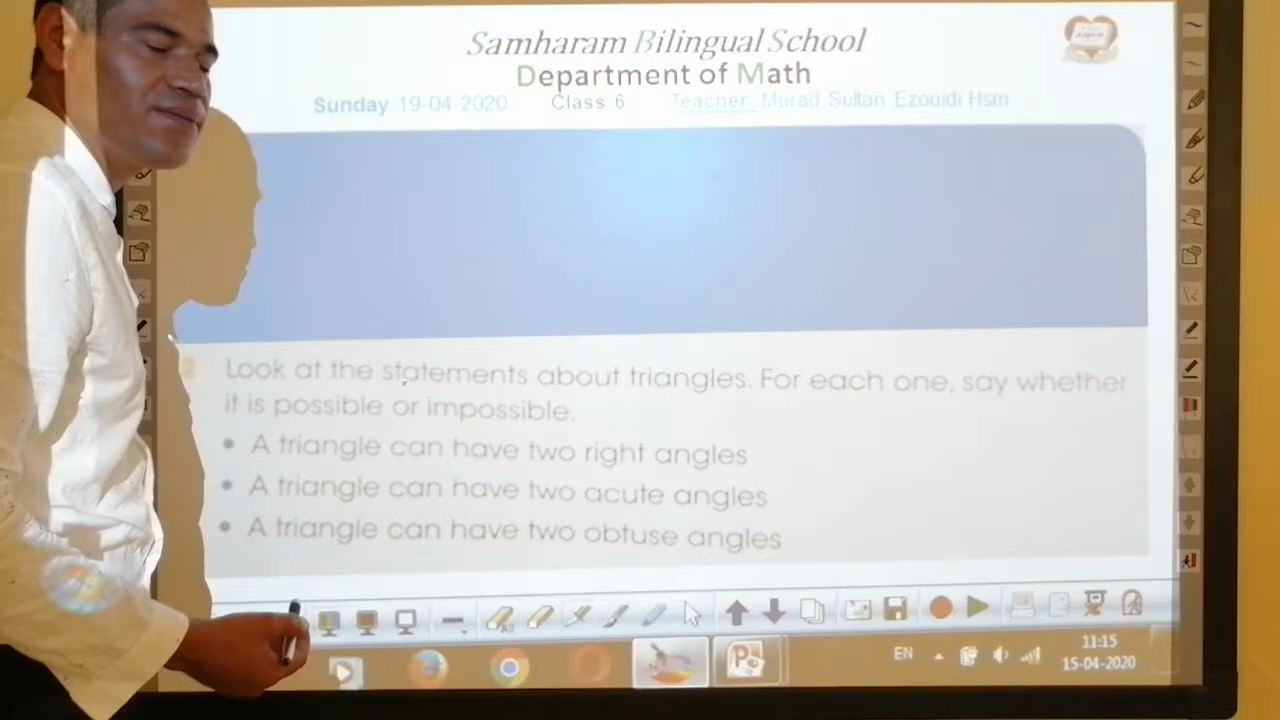 Samharam Bilingual School
Department of Math
Sunday 19-04-2020 Class 6 Teacher: Murad Sultan Ezouidi Hsm
2 Look at the statements about triangles. For each one, say whether
it is possible or impossible.
• A triangle can have two right angles
• A triangle can have two acute angles
• A triangle can have two obtuse angles
EN
11:15
15-04-2020